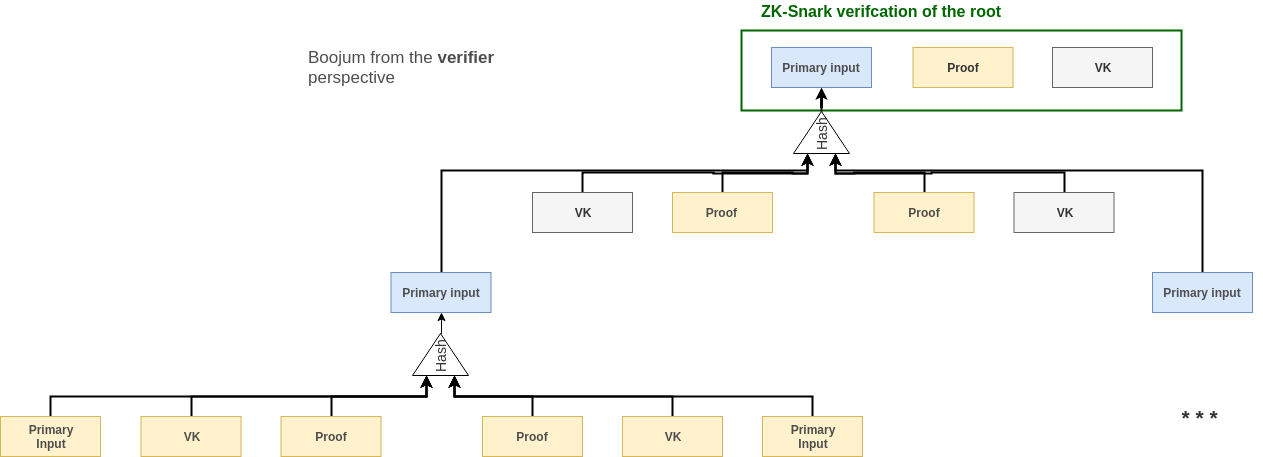 ZK-Snark verifcation of the root
Boojum from the verifier
perspective
Primary input
Proof
VK
Hash
VK
Proof
Proof
VK
Primary input
Primary input
Hash
Primary
Input
VK
Proof
Proof
VK
Primary
Input
* * *